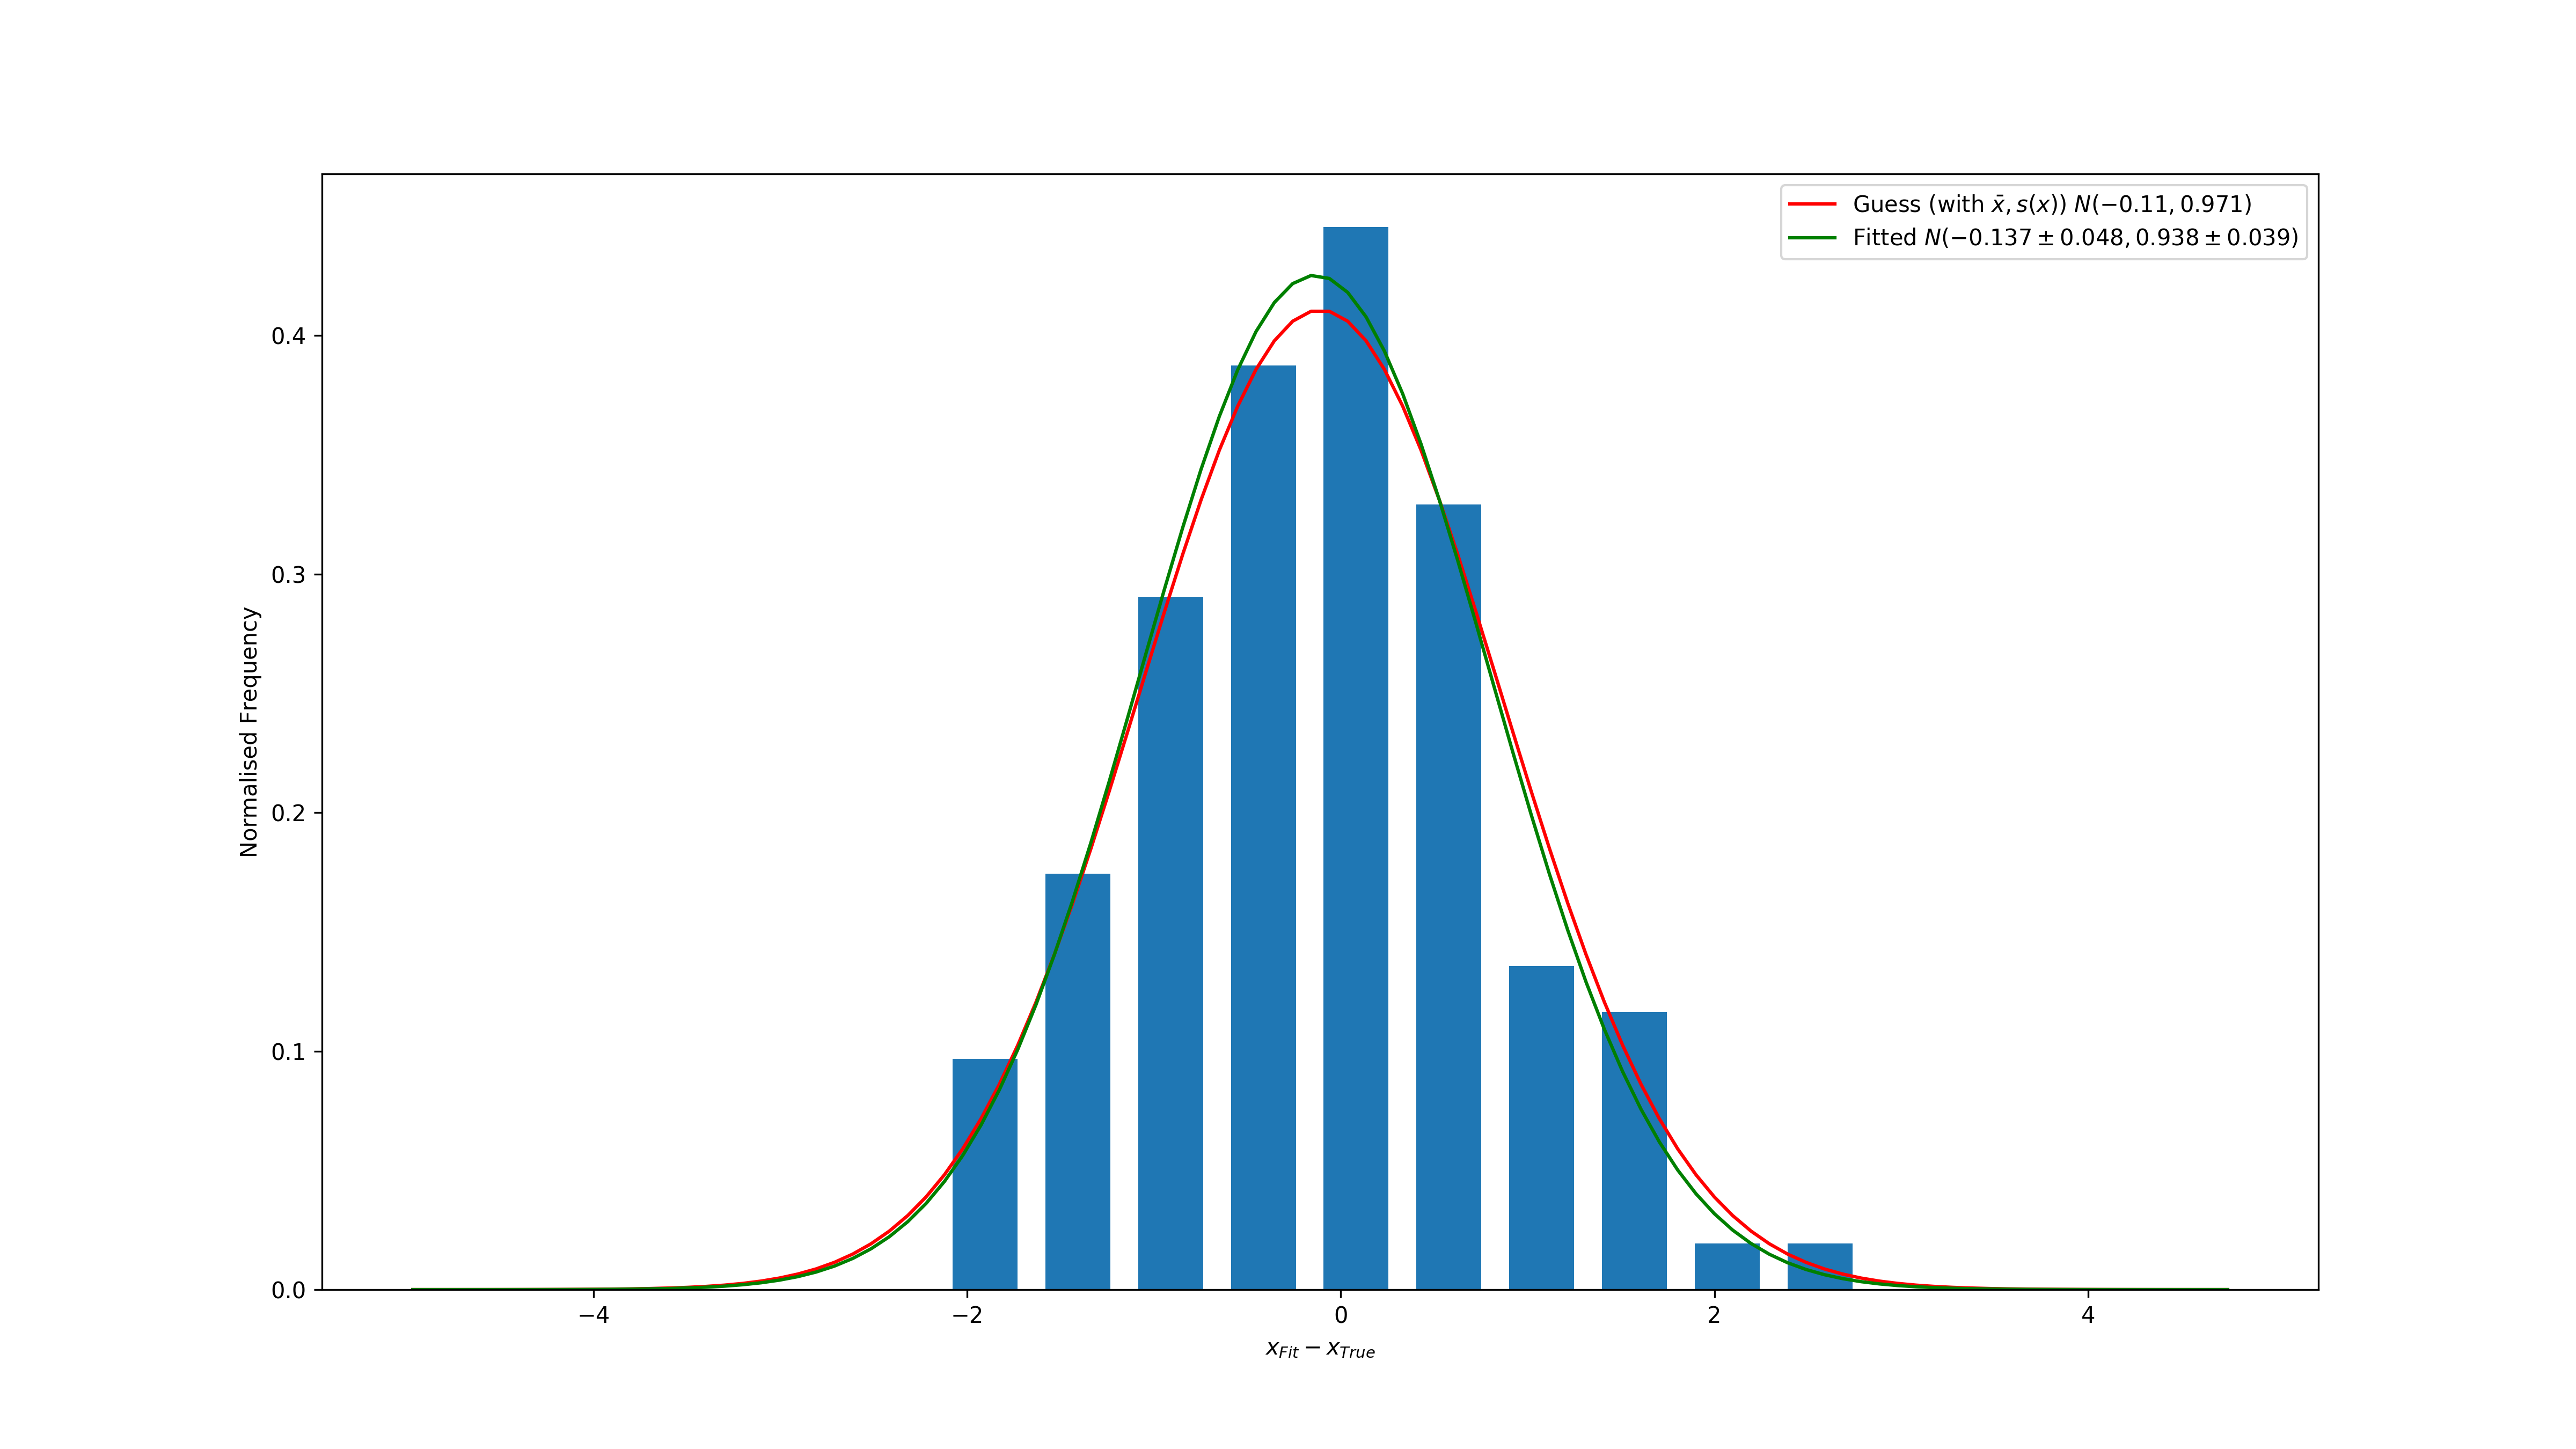 Guess (with x̄, s(x)) N(−0.11, 0.971)
Fitted N(−0.137 ± 0.048, 0.938 ± 0.039)
Normalised Frequency
0.4
0.3
0.2
0.1
0.0
−4 −2 0 2 4
x_Fit − x_True